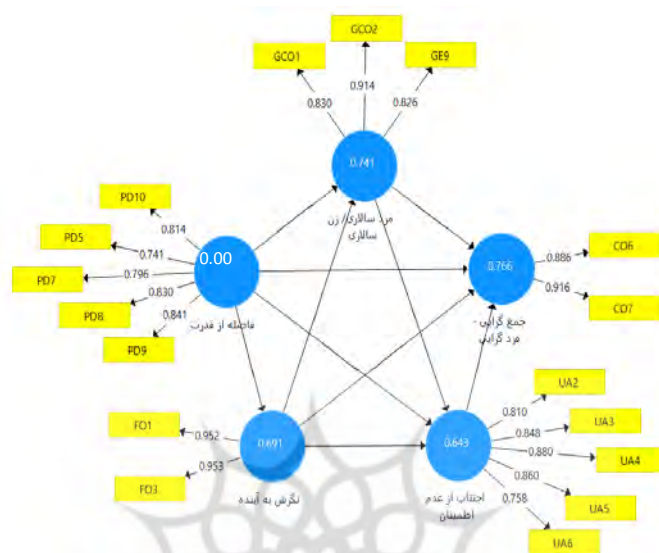 GCO2
GCO1
GE9
0.914
0.830
0.826
0.741
مرد سالاری/ زن
سالاری
PD10
0.814
PD5
0.741
PD7
0.796
PD8
0.830
PD9
0.841
0.00
فاصله از قدرت
0.766
جمع گرایی -
فرد گرایی
CO6
0.886
CO7
0.916
FO1
0.952
FO3
0.953
0.691
نگرش به آینده
0.643
اجتناب از عدم
اطمینان
UA2
0.810
UA3
0.848
UA4
0.880
UA5
0.860
UA6
0.758